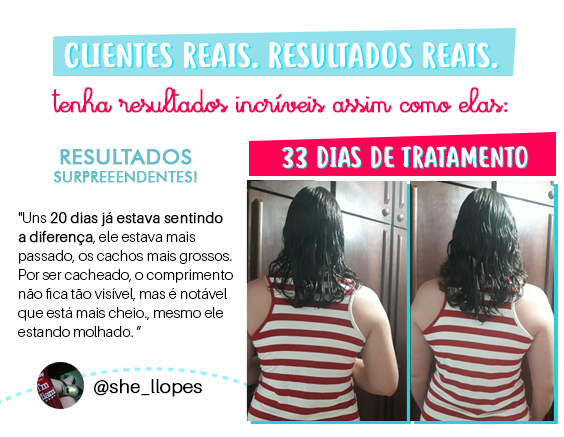 CLIENTES REAIS. RESULTADOS REAIS.
tenha resultados incríveis assim como elas:
RESULTADOS
SURPREEENDENTES!
33 DIAS DE TRATAMENTO
"Uns 20 dias já estava sentindo
a diferença, ele estava mais
passado, os cachos mais grossos.
Por ser cacheado, o comprimento
não fica tão visível, mas é notável
que está mais cheio., mesmo ele
estando molhado. “
@she_llopes